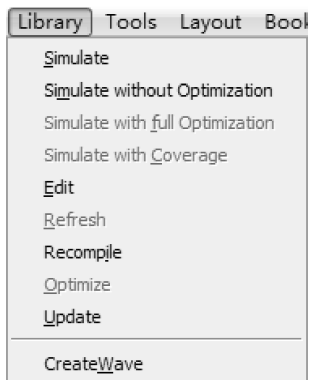 Library Tools Layout Book
Simulate
Simulate without Optimization
Simulate with full Optimization
Simulate with Coverage
Edit
Refresh
Recompile
Optimize
Update
CreateWave